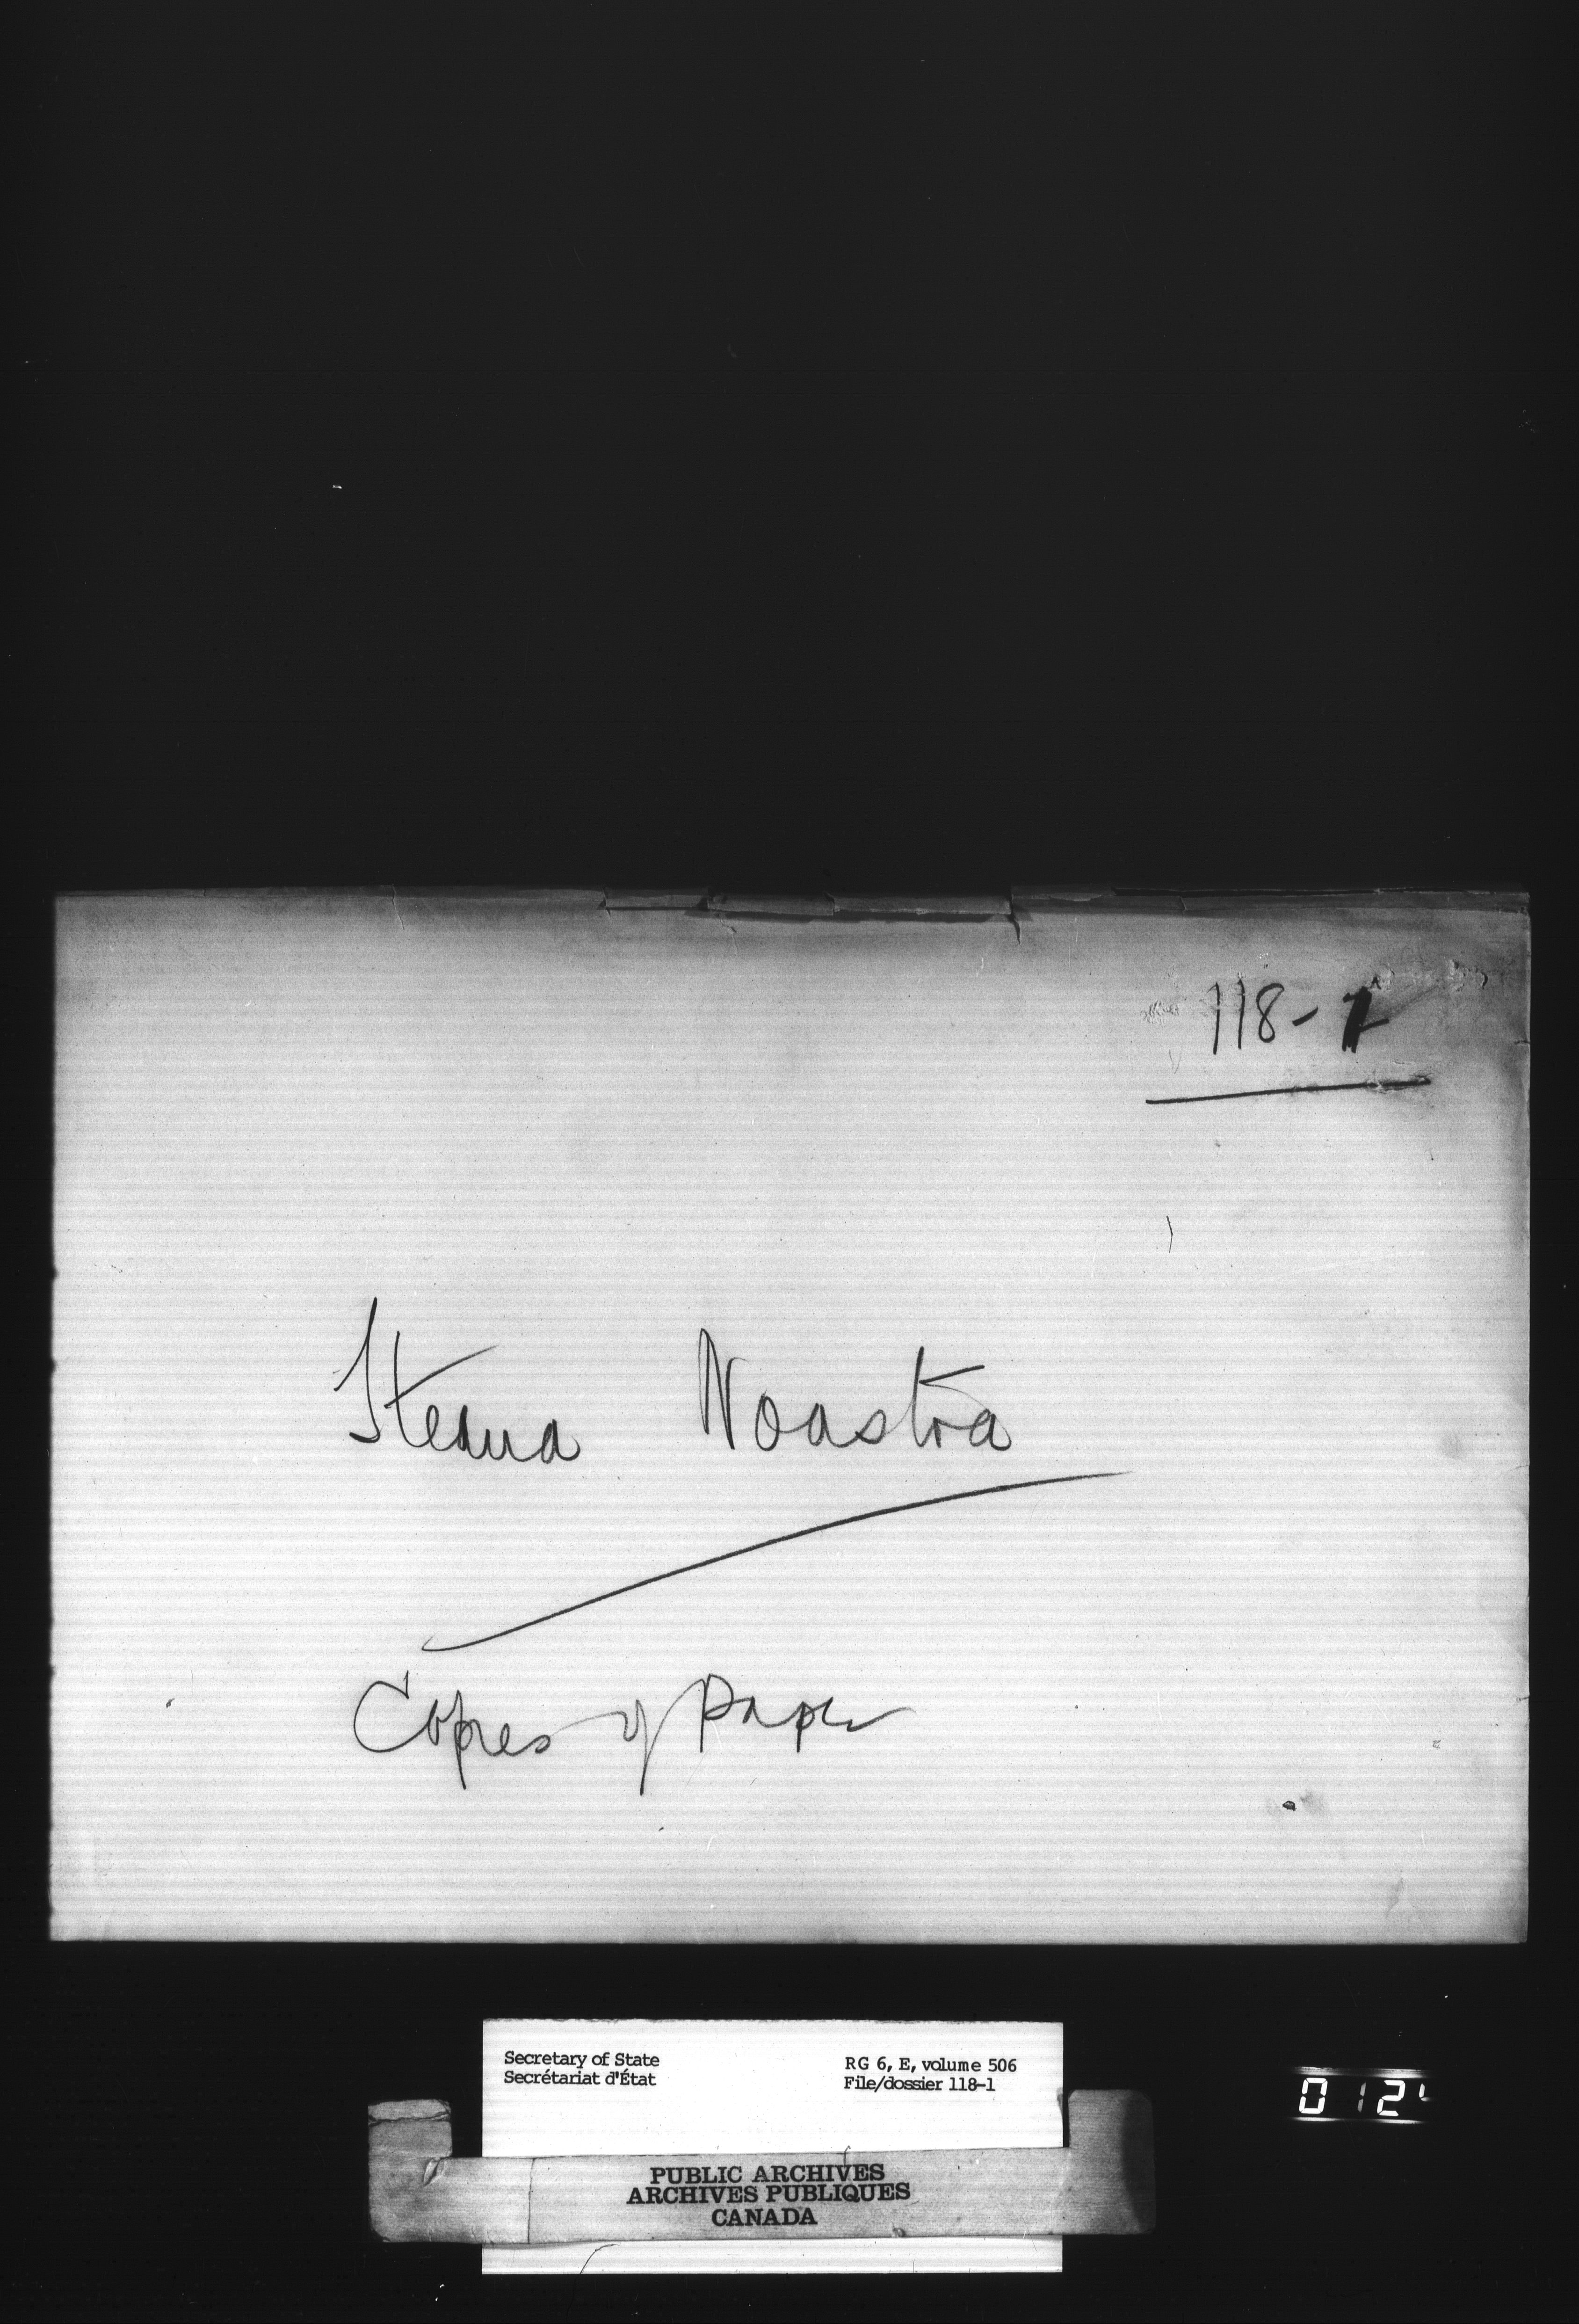 118-1
Steaua Noastra
Copies of Paper
Secretary of State
Secrétariat d'État
RG 6, E, volume 506
File/dossier 118-1
PUBLIC ARCHIVES
ARCHIVES PUBLIQUES
CANADA